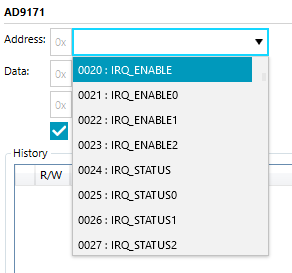 AD9171
Address: 0x
0020 : IRQ_ENABLE
Data: 0x
0021 : IRQ_ENABLE0
0x
0022 : IRQ_ENABLE1
0023 : IRQ_ENABLE2
History
0024 : IRQ_STATUS
R/W
0025 : IRQ_STATUS0
0026 : IRQ_STATUS1
0027 : IRQ_STATUS2